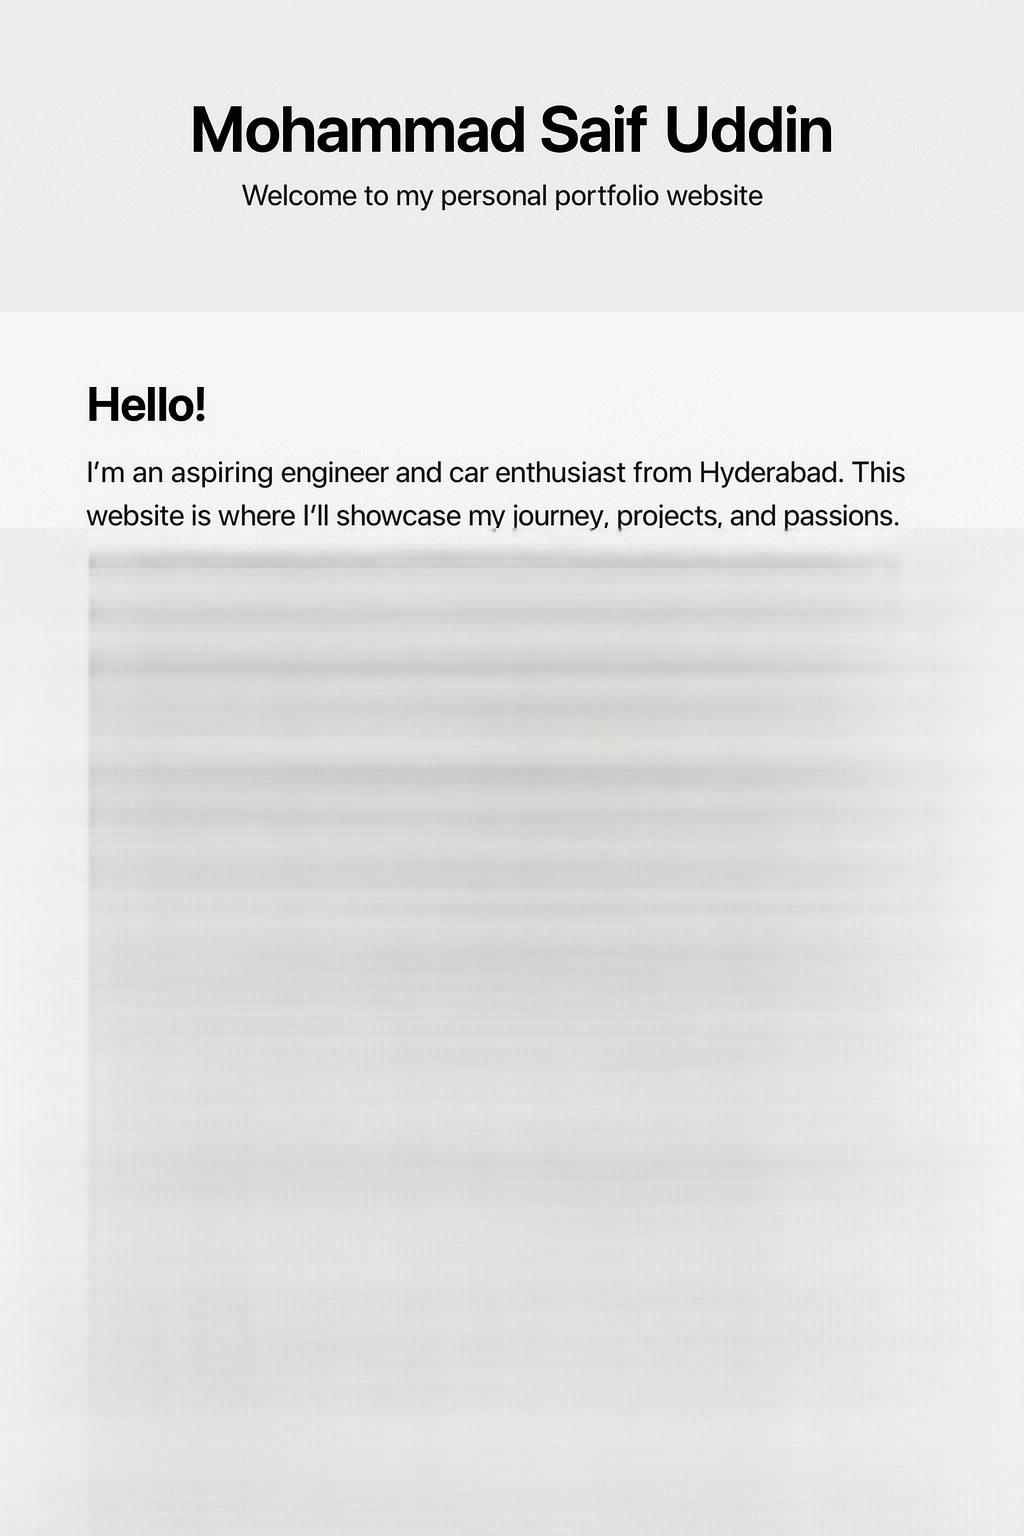 Mohammad Saif Uddin
Welcome to my personal portfolio website
Hello!
I’m an aspiring engineer and car enthusiast from Hyderabad. This
website is where I’ll showcase my journey, projects, and passions.